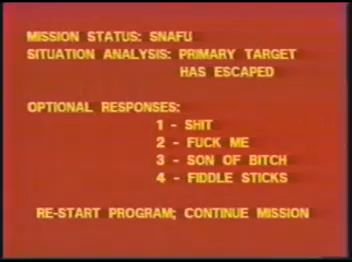 MISSION STATUS: SNAFU
SITUATION ANALYSIS: PRIMARY TARGET
HAS ESCAPED
OPTIONAL RESPONSES:
1 - SHIT
2 - FUCK ME
3 - SON OF BITCH
4 - FIDDLE STICKS
RE-START PROGRAM; CONTINUE MISSION